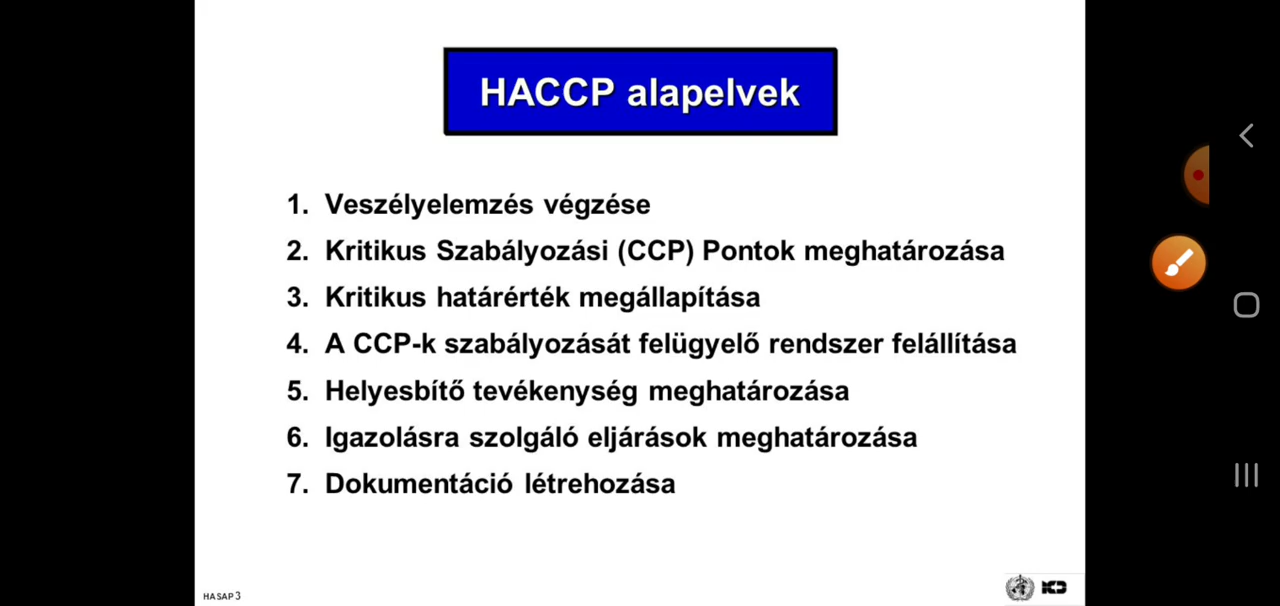 HACCP alapelvek
1. Veszélyelemzés végzése
2. Kritikus Szabályozási (CCP) Pontok meghatározása
3. Kritikus határérték megállapítása
4. A CCP-k szabályozását felügyelő rendszer felállítása
5. Helyesbítő tevékenység meghatározása
6. Igazolásra szolgáló eljárások meghatározása
7. Dokumentáció létrehozása
HASAP 3